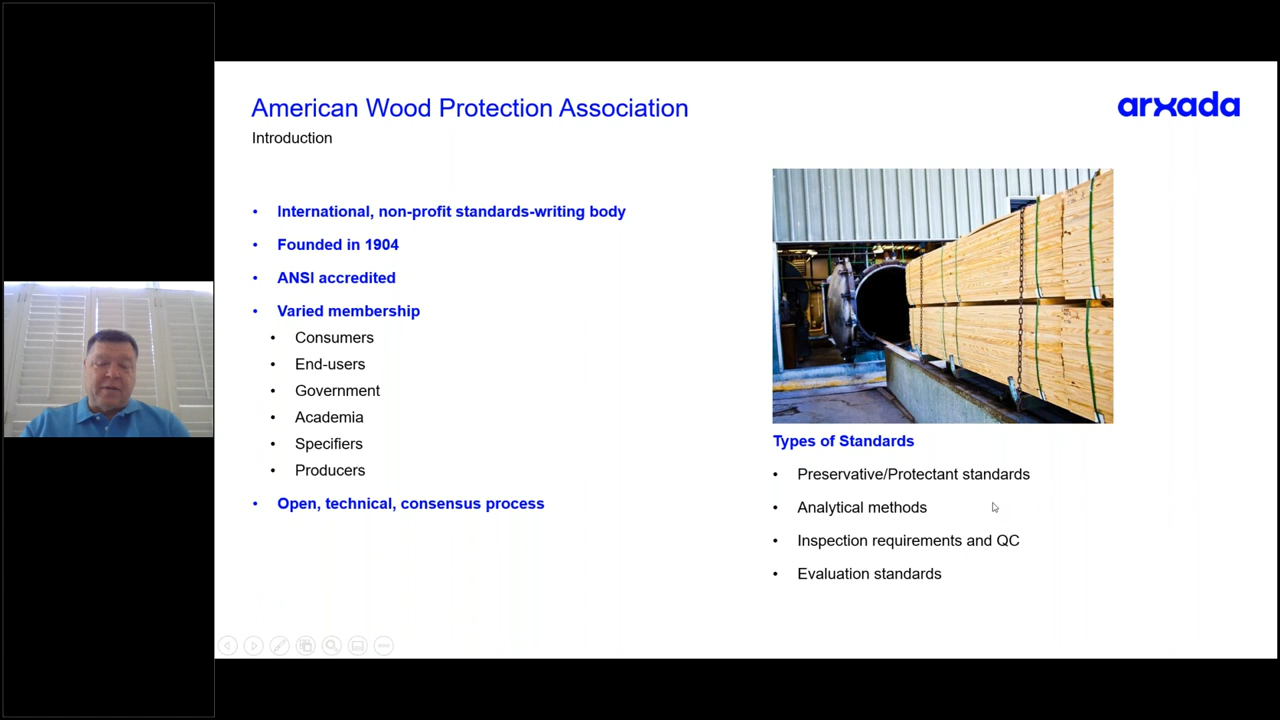 American Wood Protection Association
arxada
Introduction
• International, non-profit standards-writing body
• Founded in 1904
• ANSI accredited
• Varied membership
• Consumers
• End-users
• Government
• Academia
• Specifiers
• Producers
• Open, technical, consensus process
Types of Standards
• Preservative/Protectant standards
• Analytical methods
• Inspection requirements and QC
• Evaluation standards